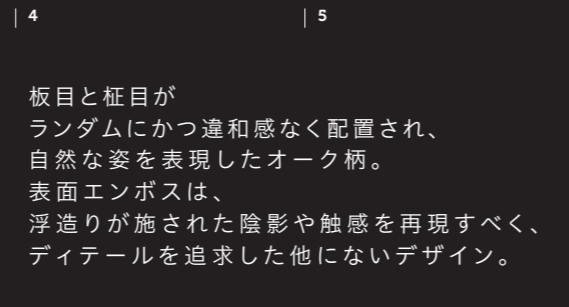 4
5
板目と柾目が
ランダムにかつ違和感なく配置され、
自然な姿を表現したオーク柄。
表面エンボスは、
浮造りが施された陰影や触感を再現すべく、
ディテールを追求した他にないデザイン。